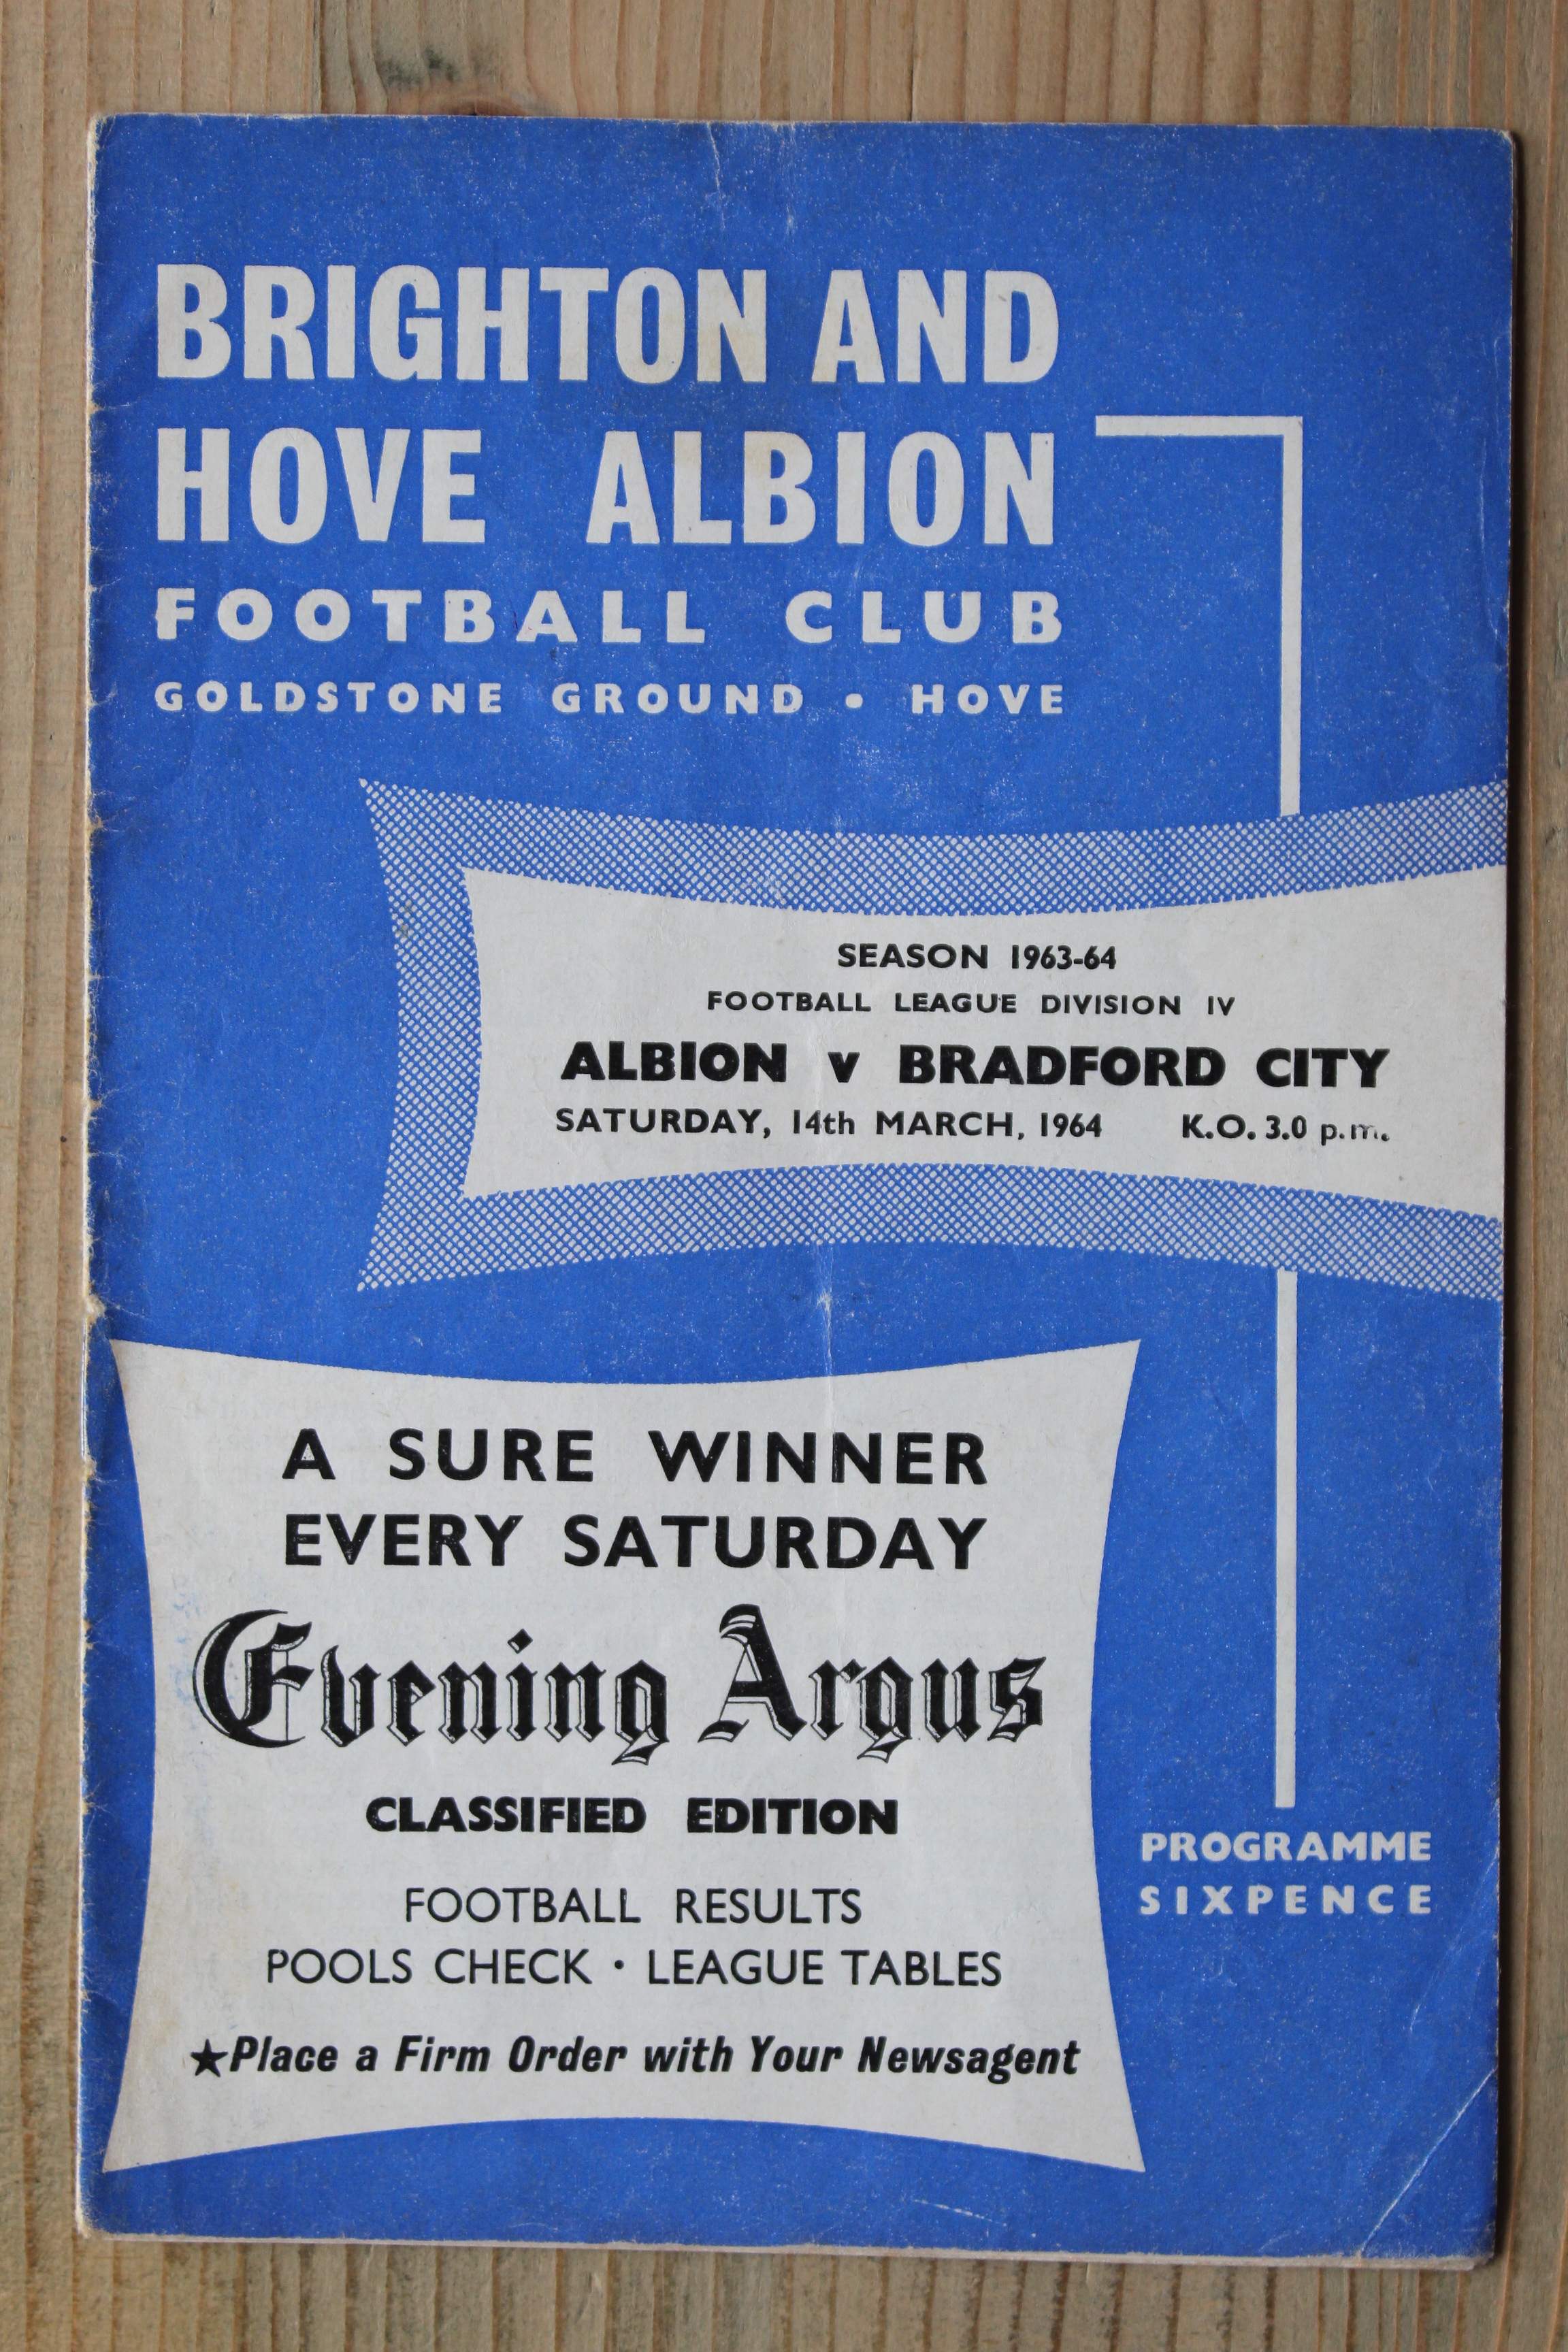 BRIGHTON AND
HOVE ALBION
FOOTBALL CLUB
GOLDSTONE GROUND • HOVE
SEASON 1963-64
FOOTBALL LEAGUE DIVISION IV
ALBION v BRADFORD CITY
SATURDAY, 14th MARCH, 1964 K.O. 3.0 p.m.
A SURE WINNER
EVERY SATURDAY
Evening Argus
CLASSIFIED EDITION
FOOTBALL RESULTS
POOLS CHECK • LEAGUE TABLES
★Place a Firm Order with Your Newsagent
PROGRAMME
SIXPENCE